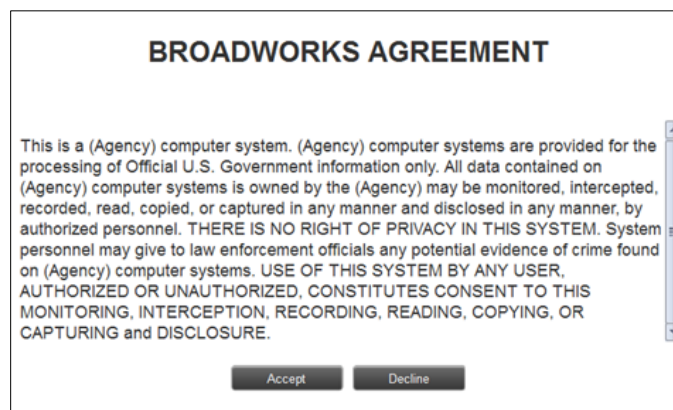 BROADWORKS AGREEMENT
This is a (Agency) computer system. (Agency) computer systems are provided for the
processing of Official U.S. Government information only. All data contained on
(Agency) computer systems is owned by the (Agency) may be monitored, intercepted,
recorded, read, copied, or captured in any manner and disclosed in any manner, by
authorized personnel. THERE IS NO RIGHT OF PRIVACY IN THIS SYSTEM. System
personnel may give to law enforcement officials any potential evidence of crime found
on (Agency) computer systems. USE OF THIS SYSTEM BY ANY USER,
AUTHORIZED OR UNAUTHORIZED, CONSTITUTES CONSENT TO THIS
MONITORING, INTERCEPTION, RECORDING, READING, COPYING, OR
CAPTURING and DISCLOSURE.
Accept Decline